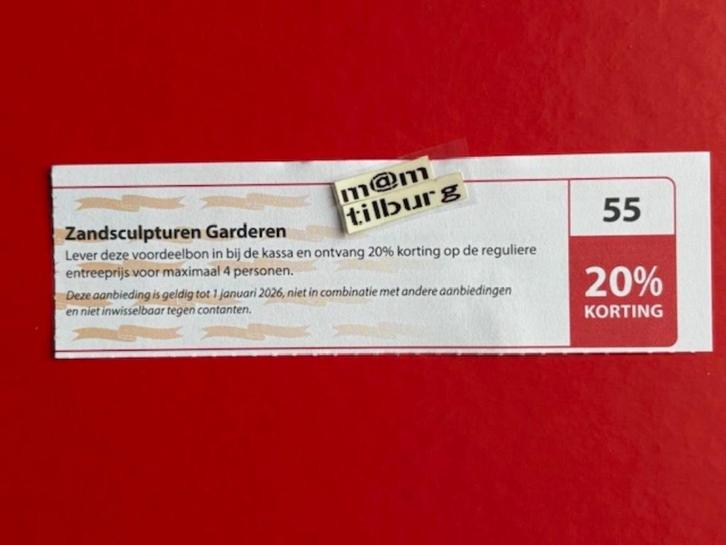 m@m
tilburg
Zandsculpturen Garderen
Lever deze voordeelbon in bij de kassa en ontvang 20% korting op de reguliere
entreeprijs voor maximaal 4 personen.
Deze aanbieding is geldig tot 1 januari 2026, niet in combinatie met andere aanbiedingen
en niet inwisselbaar tegen contanten.
55
20%
KORTING